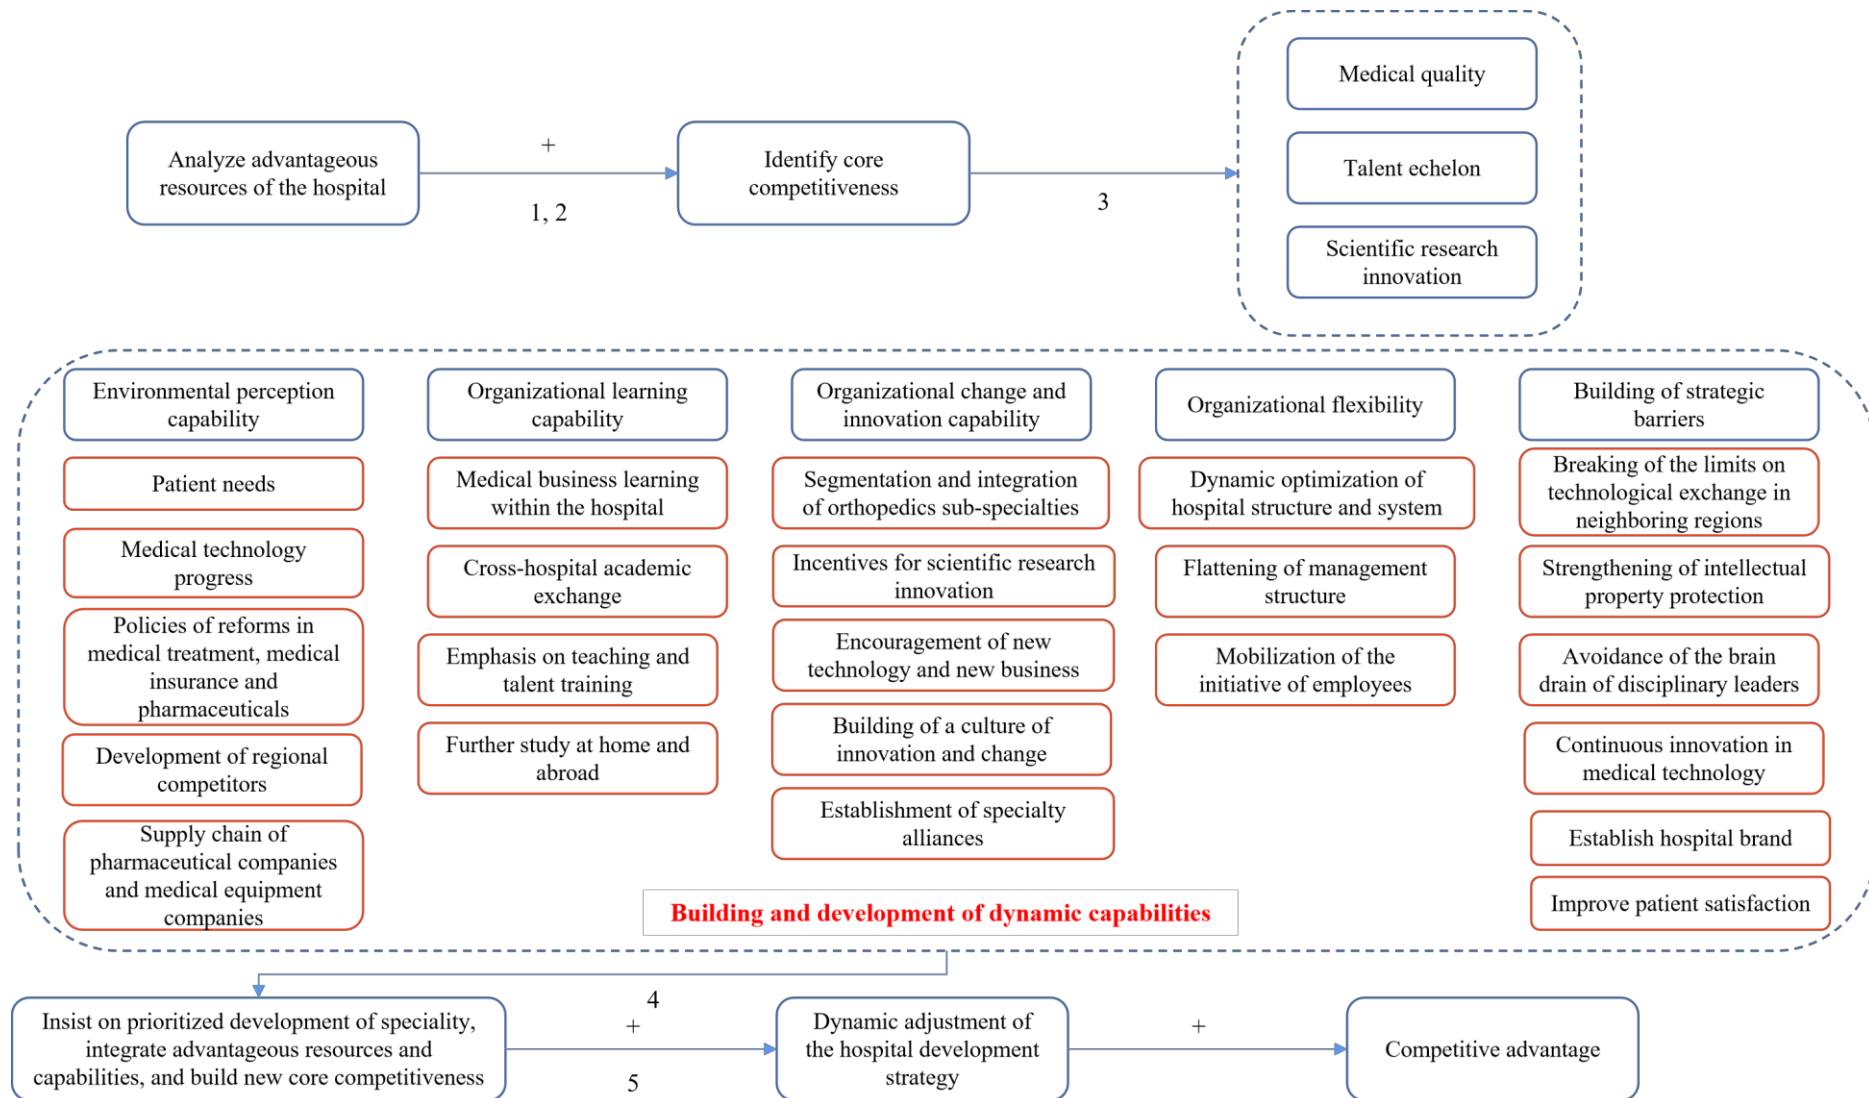 Analyze advantageous
resources of the hospital
+
1, 2
Identify core
competitiveness
3
Medical quality
Talent echelon
Scientific research
innovation
Environmental perception
capability
Patient needs
Medical technology
progress
Policies of reforms in
medical treatment, medical
insurance and
pharmaceuticals
Development of regional
competitors
Supply chain of
pharmaceutical companies
and medical equipment
companies
Organizational learning
capability
Medical business learning
within the hospital
Cross-hospital academic
exchange
Emphasis on teaching and
talent training
Further study at home and
abroad
Organizational change and
innovation capability
Segmentation and integration
of orthopedics sub-specialties
Incentives for scientific research
innovation
Encouragement of new
technology and new business
Building of a culture of
innovation and change
Establishment of specialty
alliances
Organizational flexibility
Dynamic optimization of
hospital structure and system
Flattening of management
structure
Mobilization of the
initiative of employees
Building of strategic
barriers
Breaking of the limits on
technological exchange in
neighboring regions
Strengthening of intellectual
property protection
Avoidance of the brain
drain of disciplinary leaders
Continuous innovation in
medical technology
Establish hospital brand
Improve patient satisfaction
Building and development of dynamic capabilities
Insist on prioritized development of speciality,
integrate advantageous resources and
capabilities, and build new core competitiveness
4
+
5
Dynamic adjustment of
the hospital development
strategy
+
Competitive advantage